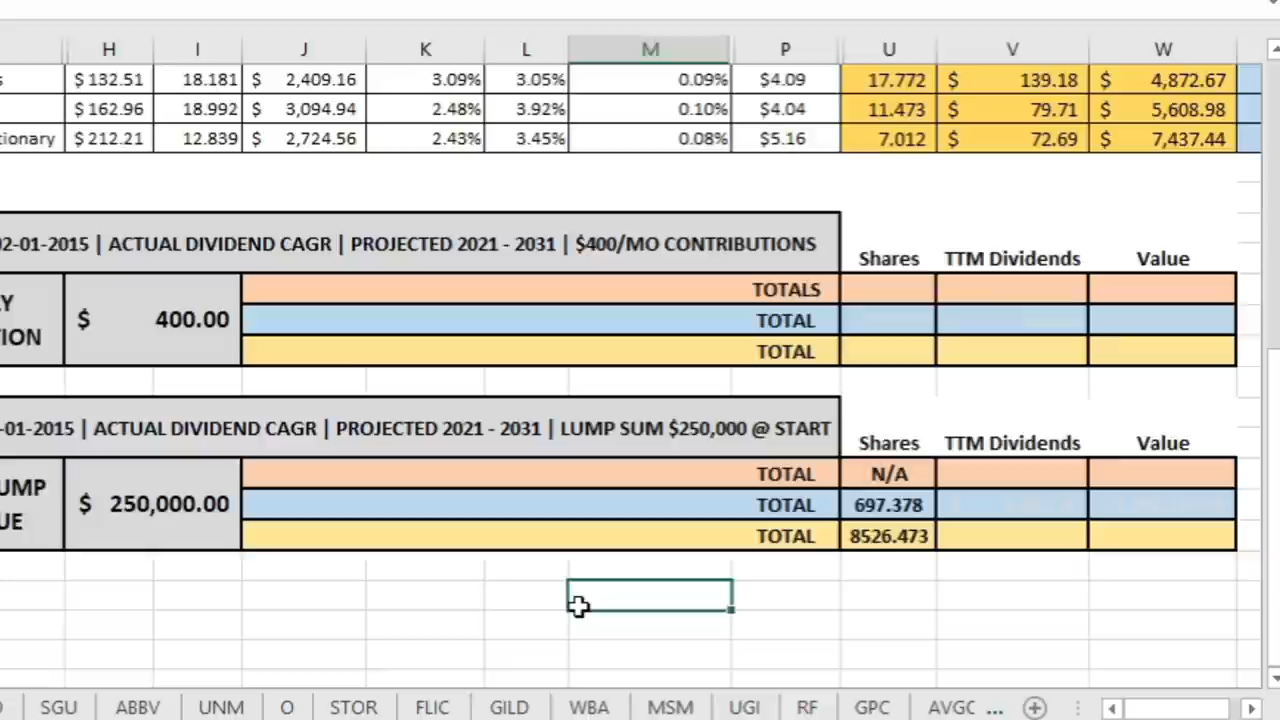 H I J K L M P U V W
s $ 132.51 18.181 $ 2,409.16 3.09% 3.05% 0.09% $4.09 17.772 $ 139.18 $ 4,872.67
$ 162.96 18.992 $ 3,094.94 2.48% 3.92% 0.10% $4.04 11.473 $ 79.71 $ 5,608.98
tionary $ 212.21 12.839 $ 2,724.56 2.43% 3.45% 0.08% $5.16 7.012 $ 72.69 $ 7,437.44
02-01-2015 | ACTUAL DIVIDEND CAGR | PROJECTED 2021 - 2031 | $400/MO CONTRIBUTIONS
Shares TTM Dividends Value
TOTALS
LY
TION
$ 400.00
TOTAL
TOTAL
-01-2015 | ACTUAL DIVIDEND CAGR | PROJECTED 2021 - 2031 | LUMP SUM $250,000 @ START
Shares TTM Dividends Value
UMP
UE
$ 250,000.00
TOTAL N/A
TOTAL 697.378
TOTAL 8526.473
SGU ABBV UNM O STOR FLIC GILD WBA MSM UGI RF GPC AVGC ...